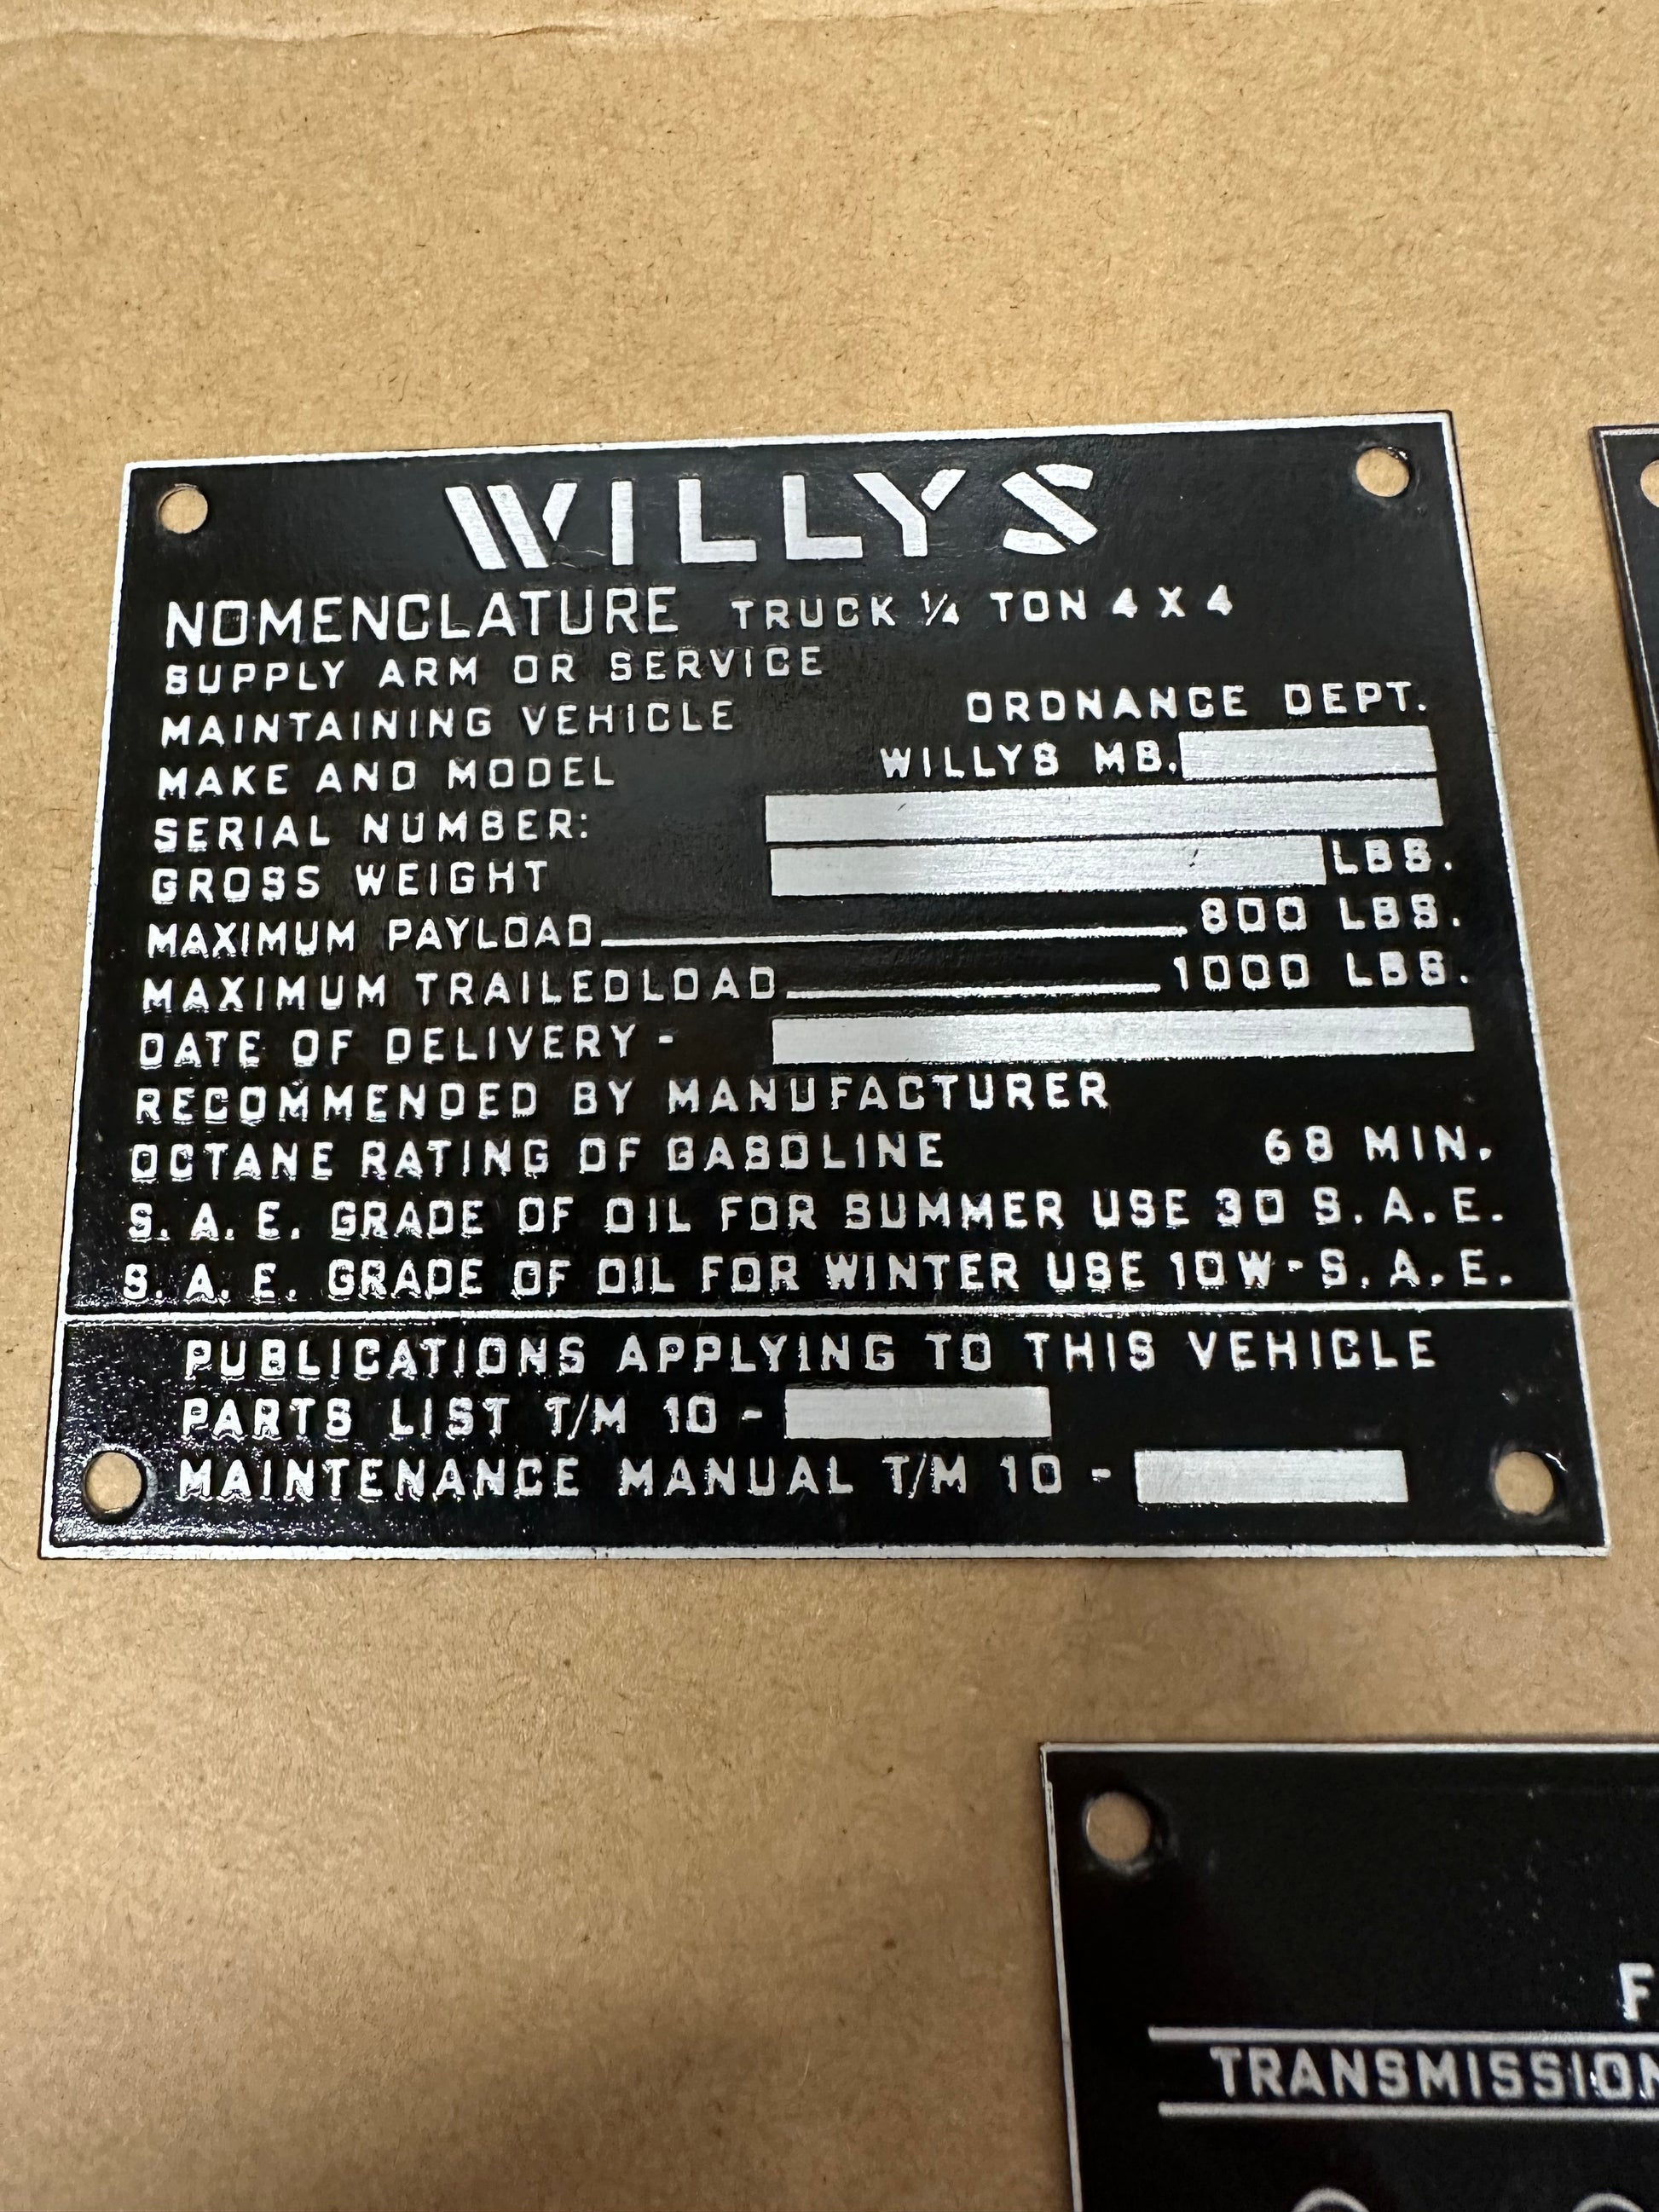 WILLYS
NOMENCLATURE TRUCK 1/4 TON 4 X 4
SUPPLY ARM OR SERVICE
MAINTAINING VEHICLE ORDNANCE DEPT.
MAKE AND MODEL WILLYS MB.
SERIAL NUMBER:
GROSS WEIGHT LBS.
MAXIMUM PAYLOAD 800 LBS.
MAXIMUM TRAILEDLOAD 1000 LBS.
DATE OF DELIVERY -
RECOMMENDED BY MANUFACTURER
OCTANE RATING OF GASOLINE 68 MIN.
S. A. E. GRADE OF OIL FOR SUMMER USE 30 S. A. E.
S. A. E. GRADE OF OIL FOR WINTER USE 10W-S. A. E.
PUBLICATIONS APPLYING TO THIS VEHICLE
PARTS LIST T/M 10 -
MAINTENANCE MANUAL T/M 10 -
TRANSMISSION